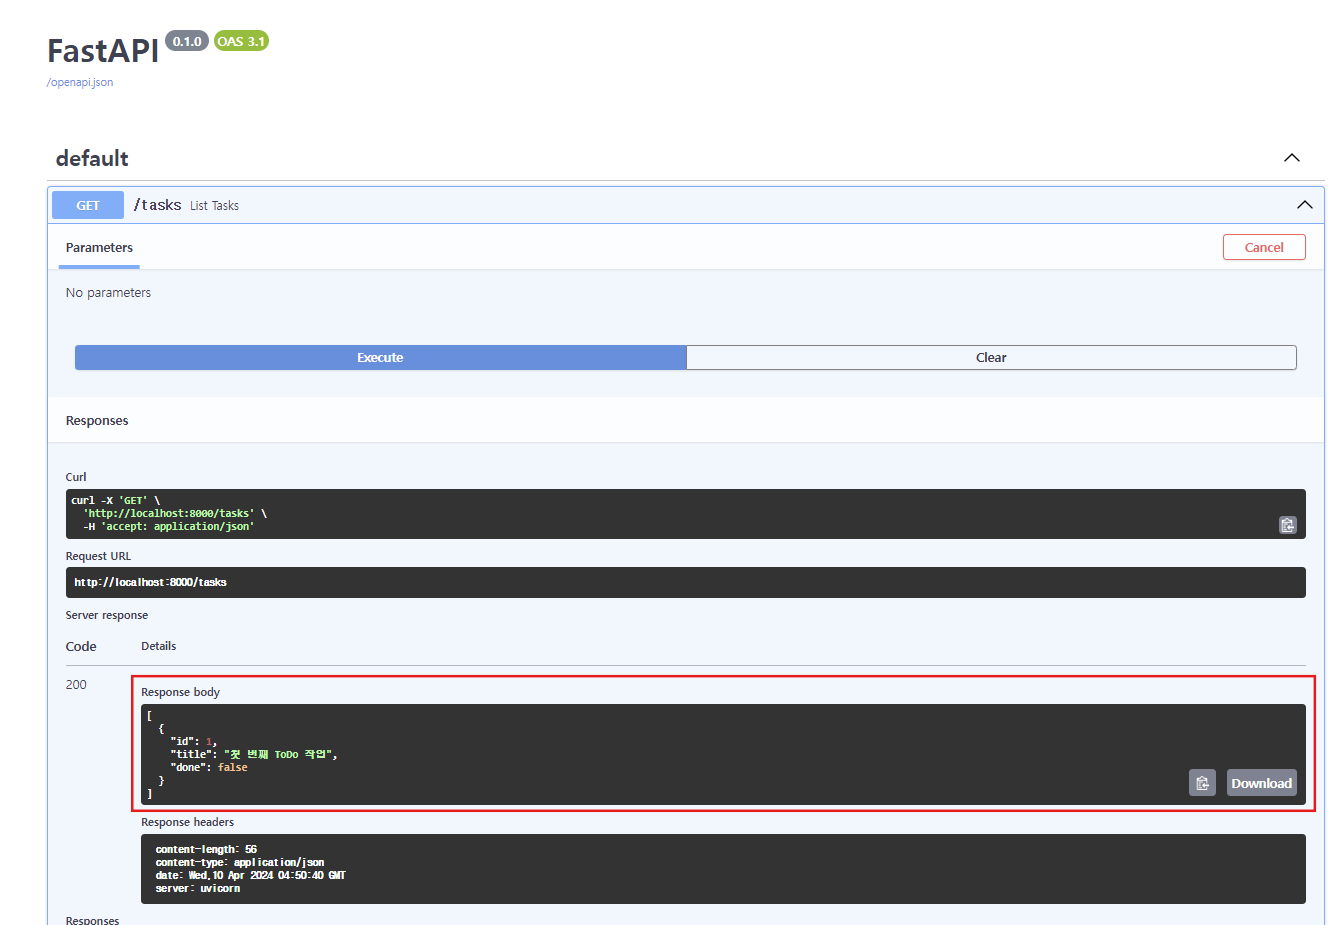 FastAPI 0.1.0 OAS 3.1
/openapi.json
default
GET /tasks List Tasks
Parameters
Cancel
No parameters
Execute
Clear
Responses
Curl
curl -X 'GET' \
'http://localhost:8000/tasks' \
-H 'accept: application/json'
Request URL
http://localhost:8000/tasks
Server response
Code Details
200
Response body
[
{
"id": 1,
"title": "첫 번째 ToDo 작업",
"done": false
}
]
Download
Response headers
content-length: 56
content-type: application/json
date: Wed,10 Apr 2024 04:50:40 GMT
server: uvicorn
Responses